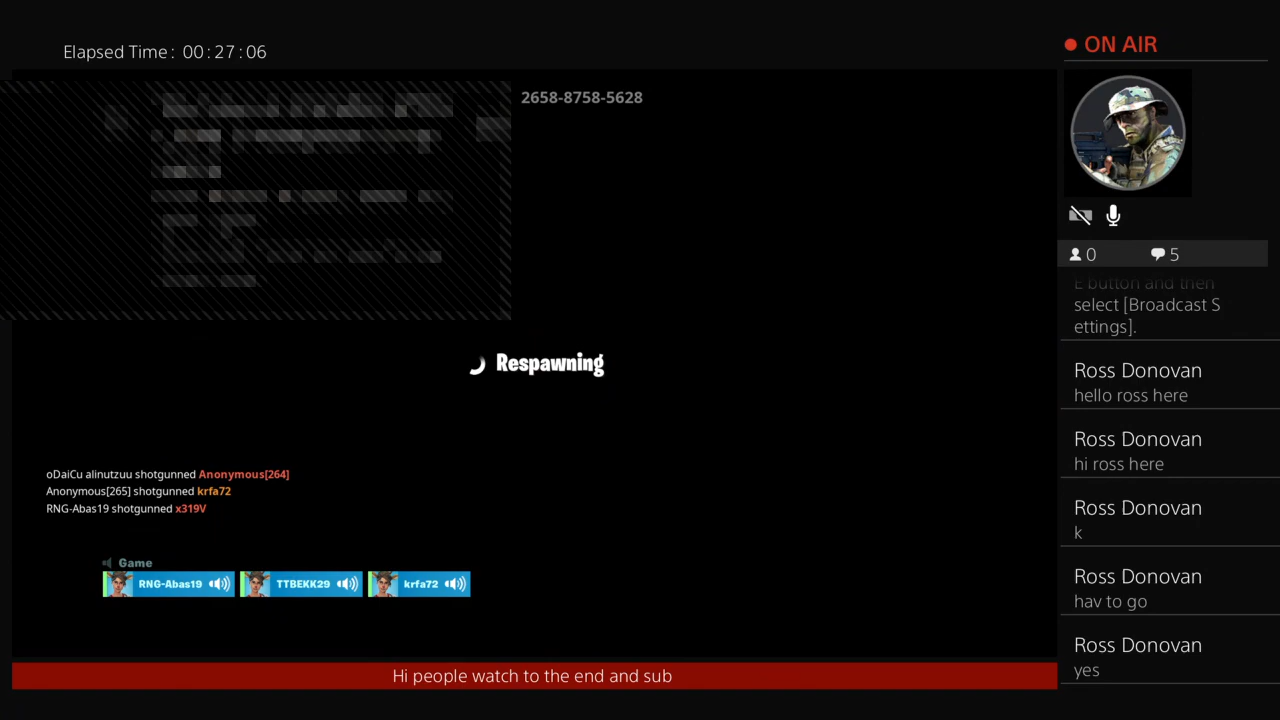 Elapsed Time: 00:27:06
ON AIR
2658-8758-5628
0
5
E button and then
select [Broadcast S
ettings].
Respawning
Ross Donovan
hello ross here
Ross Donovan
hi ross here
Ross Donovan
k
Ross Donovan
hav to go
Ross Donovan
yes
oDaiCu alinutzuu shotgunned Anonymous[264]
Anonymous[265] shotgunned krfa72
RNG-Abas19 shotgunned x319V
Game
RNG-Abas19
TTBEKK29
krfa72
Hi people watch to the end and sub